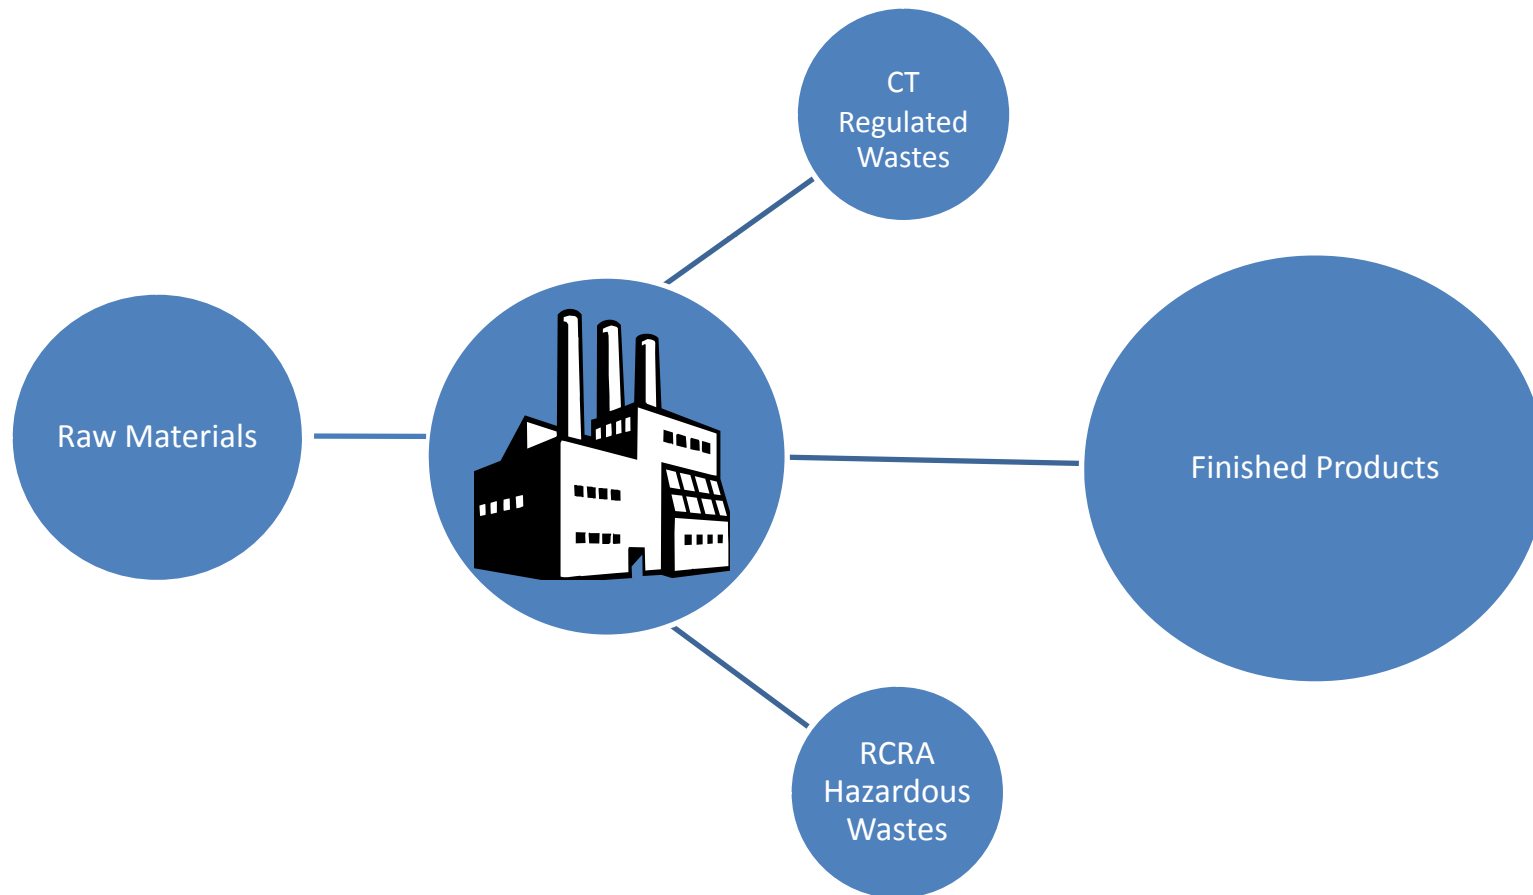 CT
Regulated
Wastes
Raw Materials
Finished Products
RCRA
Hazardous
Wastes